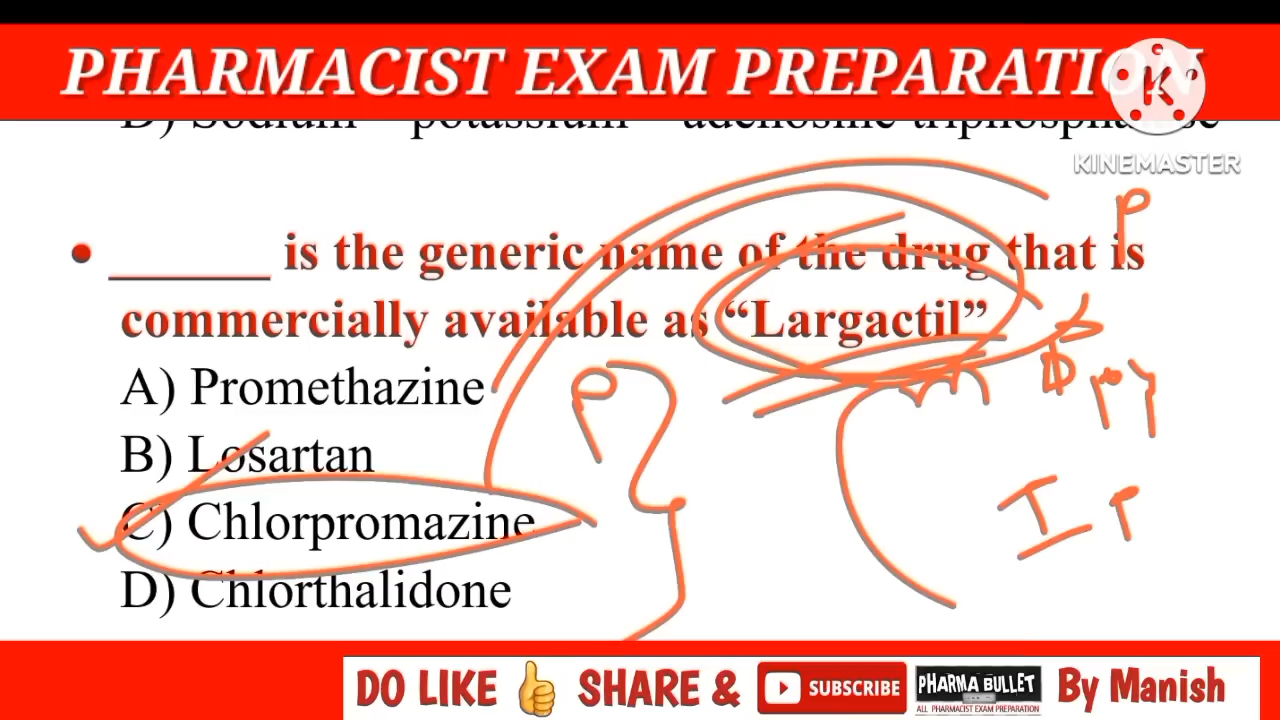 PHARMACIST EXAM PREPARATION
KINEMASTER
D) Sodium – potassium – adenosine triphosphatase
P
• ______ is the generic name of the drug that is
commercially available as “Largactil”
A) Promethazine
B) Losartan
C) Chlorpromazine
D) Chlorthalidone
P
I P
DO LIKE SHARE & SUBSCRIBE PHARMA BULLET By Manish
ALL PHARMACIST EXAM PREPARATION